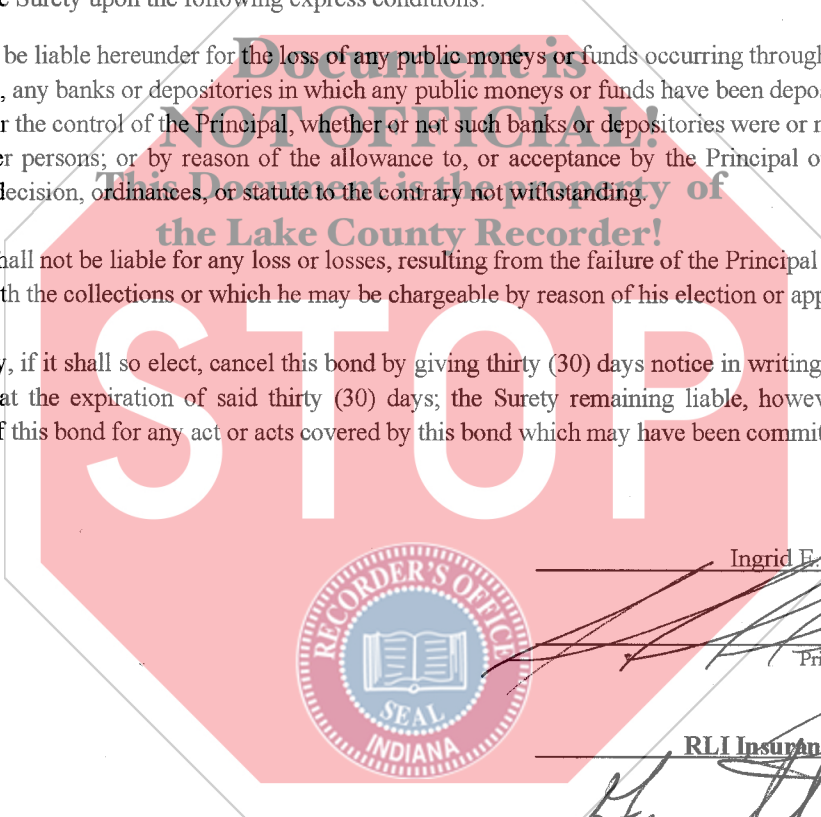 e Surety upon the following express conditions:
be liable hereunder for the loss of any public moneys or funds occurring through
, any banks or depositories in which any public moneys or funds have been depos
r the control of the Principal, whether or not such banks or depositories were or
er persons; or by reason of the allowance to, or acceptance by the Principal o
decision, ordinances, or statute to the contrary not withstanding.
hall not be liable for any loss or losses, resulting from the failure of the Principal
th the collections or which he may be chargeable by reason of his election or app
y, if it shall so elect, cancel this bond by giving thirty (30) days notice in writing
at the expiration of said thirty (30) days; the Surety remaining liable, howev
f this bond for any act or acts covered by this bond which may have been commit
Document is
NOT OFFICIAL!
This Document is the property of
the Lake County Recorder!
STOP
RECORDER'S OFFICE
SEAL
INDIANA
Ingrid E.
Pri
RLI Insuran